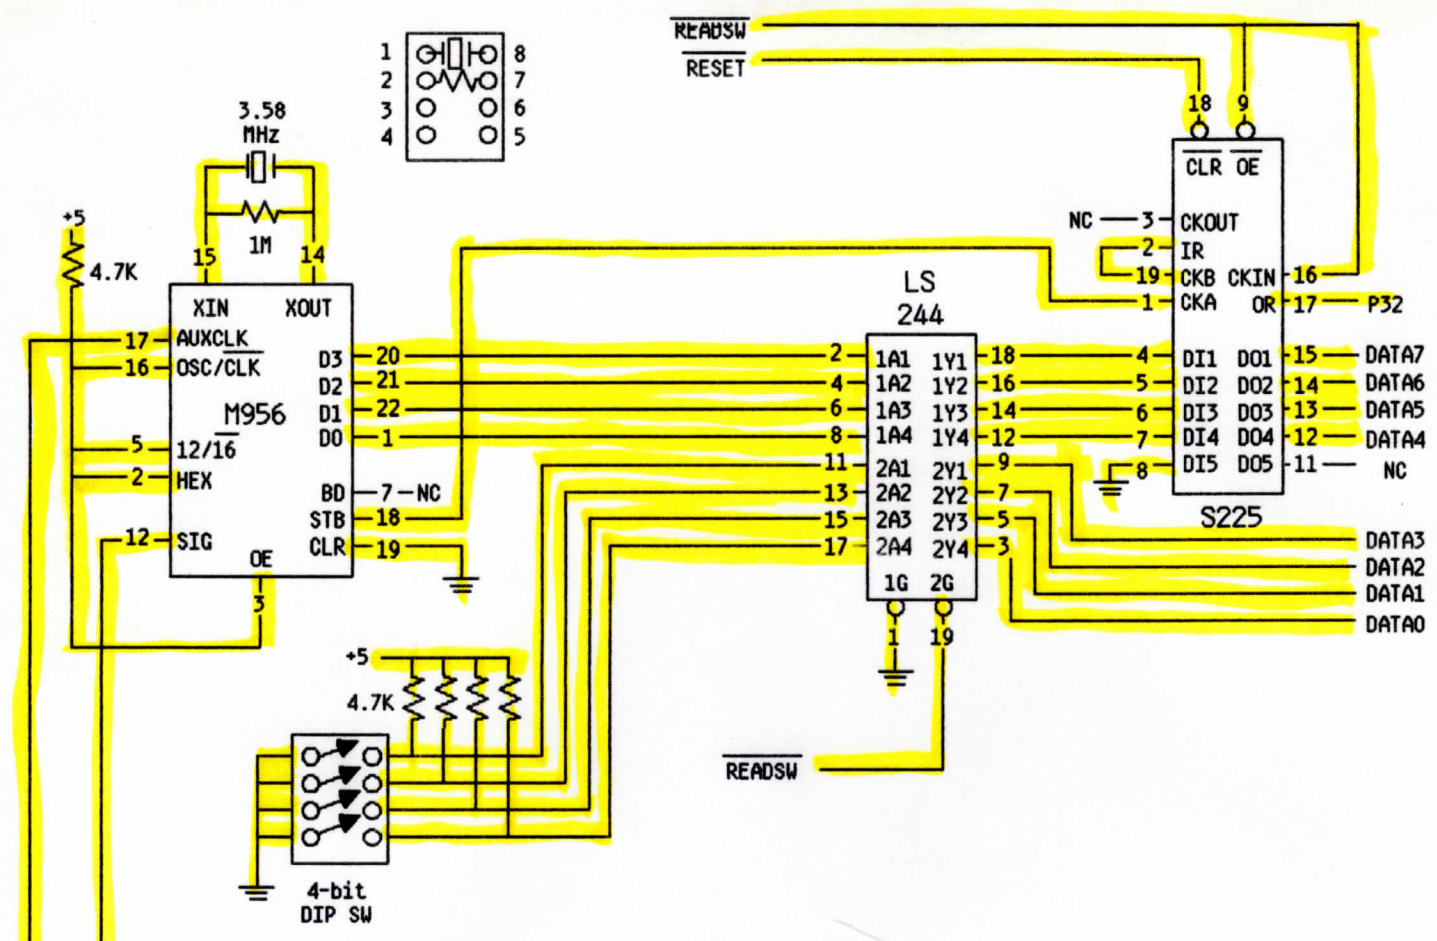 READSW
RESET
1 8
2 7
3 6
4 5
3.58
MHz
1M
15 14
+5
4.7K
XIN XOUT
17 AUXCLK
16 OSC/CLK
M956
5 12/16
2 HEX
12 SIG
OE
3
D3 20
D2 21
D1 22
D0 1
BD 7 NC
STB 18
CLR 19
LS
244
2 1A1 1Y1 18
4 1A2 1Y2 16
6 1A3 1Y3 14
8 1A4 1Y4 12
11 2A1 2Y1 9
13 2A2 2Y2 7
15 2A3 2Y3 5
17 2A4 2Y4 3
1G 2G
1 19
READSW
18 9
CLR OE
NC 3 CKOUT
2 IR
19 CKB CKIN 16
1 CKA OR 17 P32
4 DI1 DO1 15 DATA7
5 DI2 DO2 14 DATA6
6 DI3 DO3 13 DATA5
7 DI4 DO4 12 DATA4
8 DI5 DO5 11 NC
S225
DATA3
DATA2
DATA1
DATA0
+5
4.7K
4-bit
DIP SW